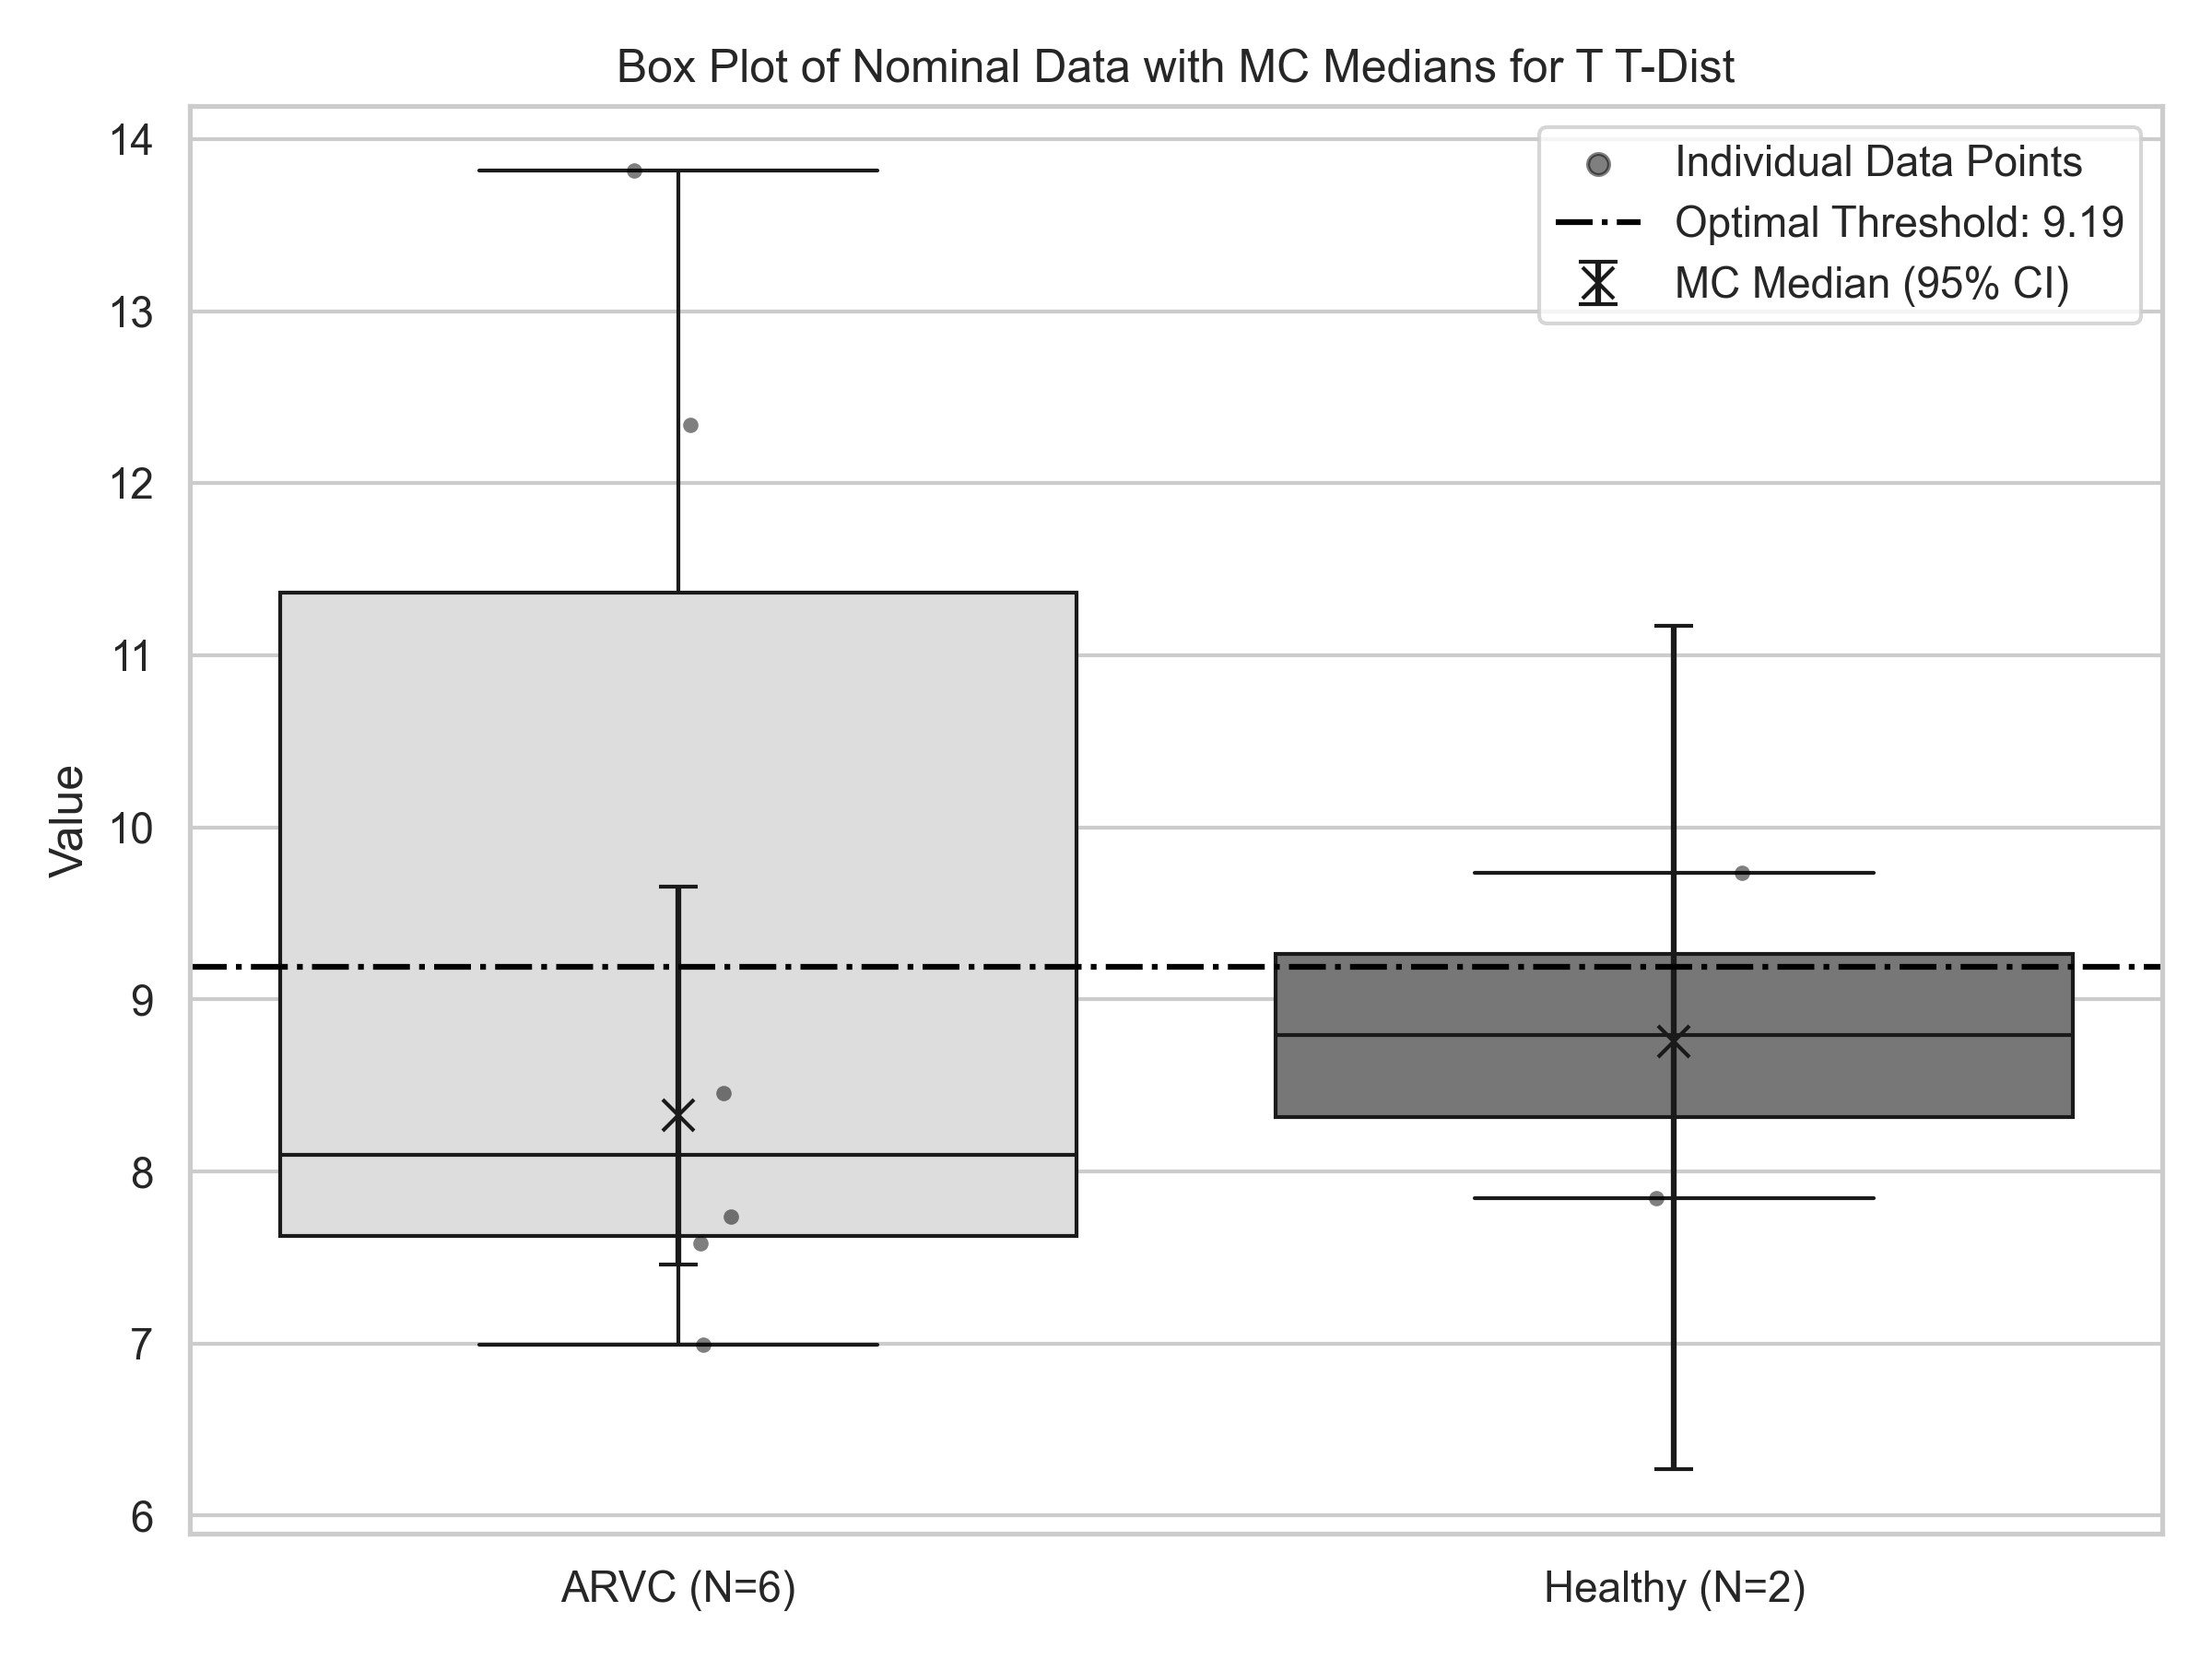 Box Plot of Nominal Data with MC Medians for T T-Dist
Individual Data Points
Optimal Threshold: 9.19
MC Median (95% CI)
Value
14
13
12
11
10
9
8
7
6
ARVC (N=6)
Healthy (N=2)